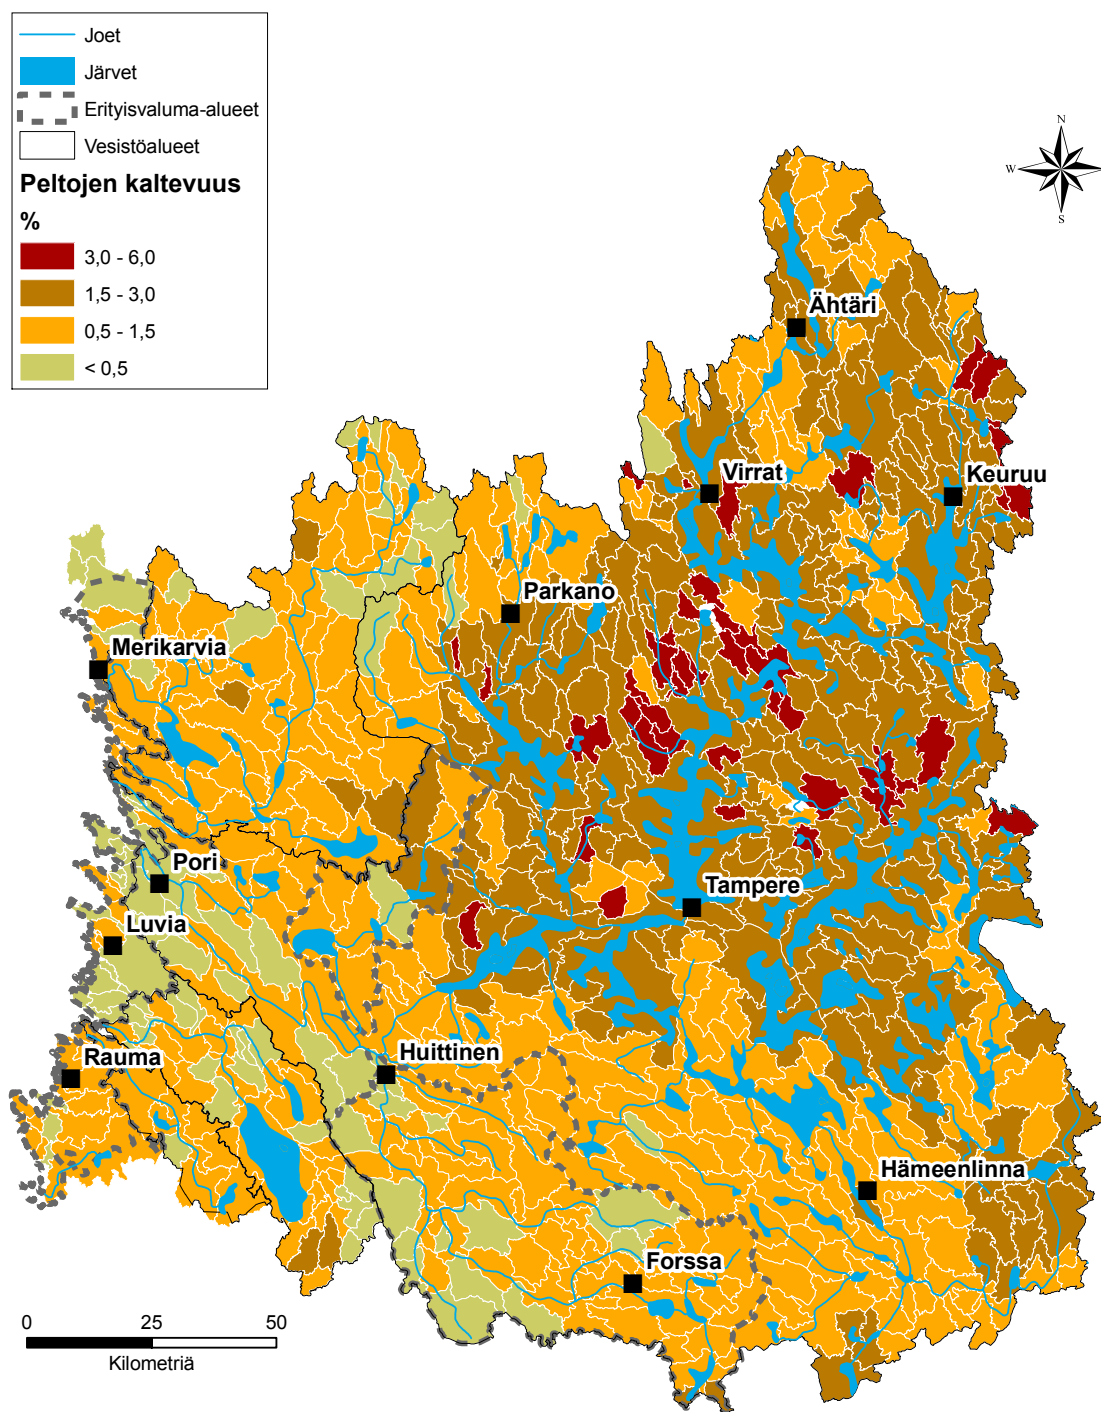 Joet
Järvet
Erityisvaluma-alueet
Vesistöalueet
Peltojen kaltevuus
%
3,0 - 6,0
1,5 - 3,0
0,5 - 1,5
< 0,5
N
W
S
Ähtäri
Virrat
Keuruu
Parkano
Merikarvia
Pori
Tampere
Luvia
Huittinen
Rauma
Hämeenlinna
Forssa
0 25 50
Kilometriä